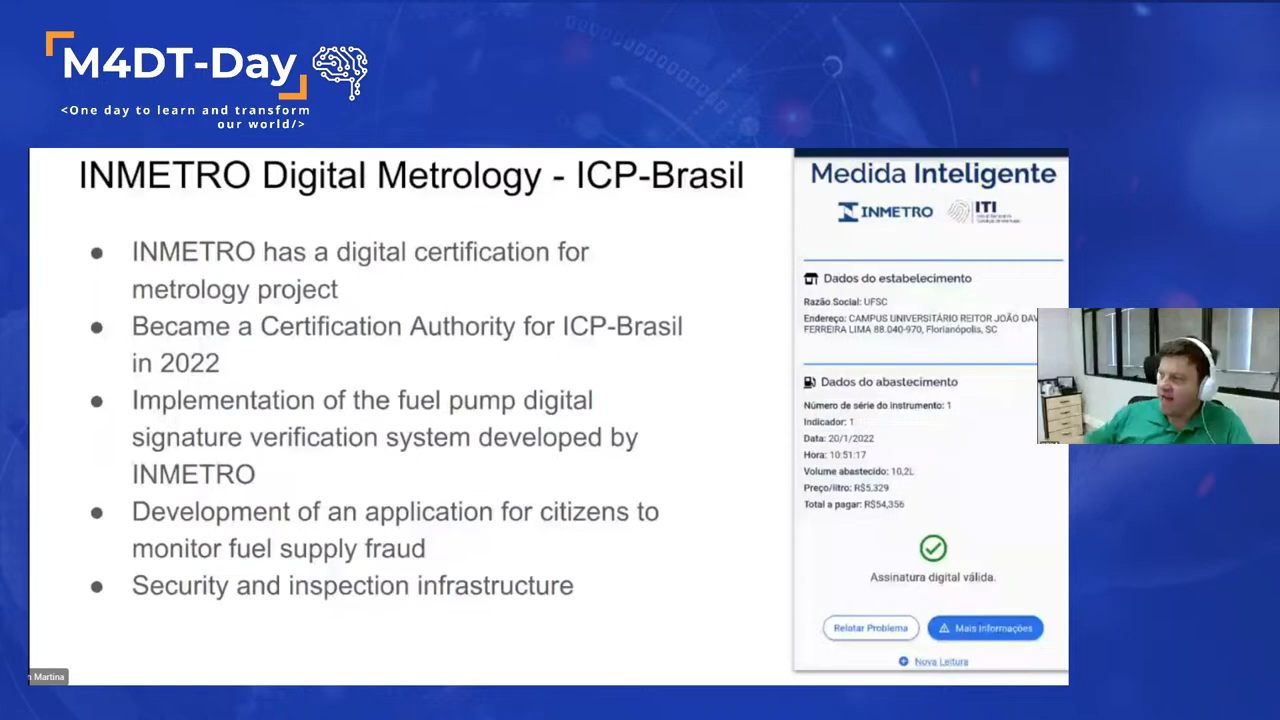 M4DT-Day
<One day to learn and transform
our world/>
INMETRO Digital Metrology - ICP-Brasil
● INMETRO has a digital certification for
metrology project
● Became a Certification Authority for ICP-Brasil
in 2022
● Implementation of the fuel pump digital
signature verification system developed by
INMETRO
● Development of an application for citizens to
monitor fuel supply fraud
● Security and inspection infrastructure
Medida Inteligente
INMETRO
ITI
Dados do estabelecimento
Razão Social: UFSC
Endereço: CAMPUS UNIVERSITÁRIO REITOR JOÃO DAV
FERREIRA LIMA 88.040-970, Florianópolis, SC
Dados do abastecimento
Número de série do instrumento: 1
Indicador: 1
Data: 20/1/2022
Hora: 10:51:17
Volume abastecido: 10,2L
Preço/litro: R$5,329
Total a pagar: R$54,356
Assinatura digital válida.
Relatar Problema
Mais Informações
Nova Leitura
Martina